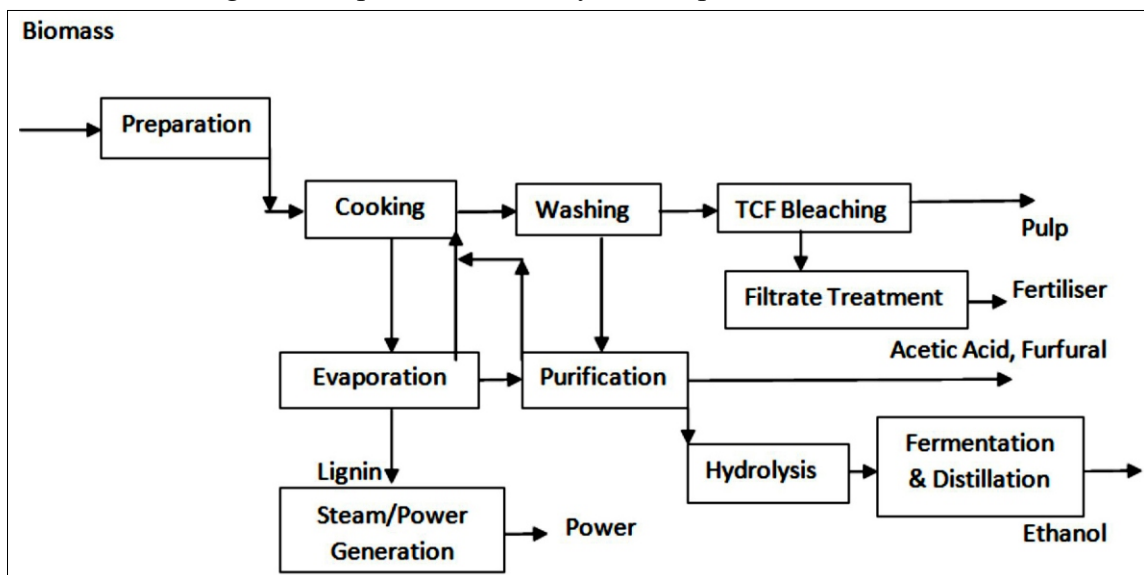 Biomass
Preparation
Cooking
Washing
TCF Bleaching
Pulp
Filtrate Treatment
Fertiliser
Acetic Acid, Furfural
Evaporation
Purification
Lignin
Hydrolysis
Fermentation
& Distillation
Steam/Power
Generation
Power
Ethanol